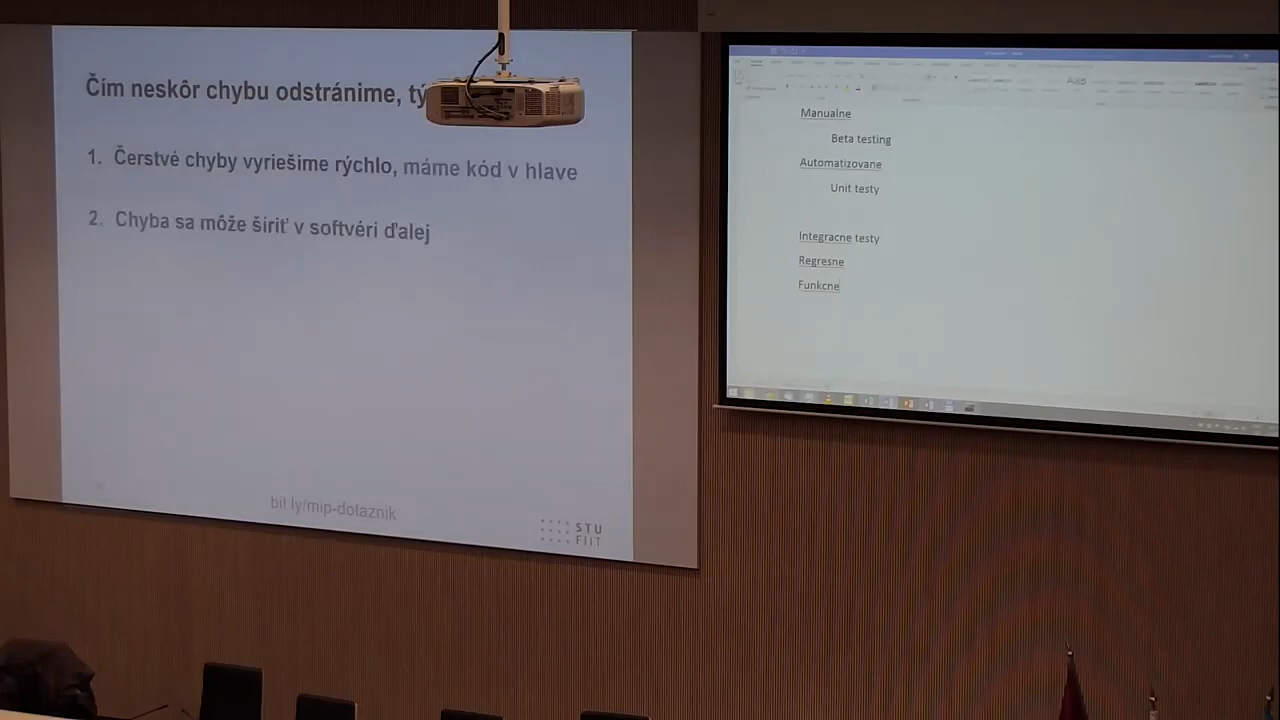 Čím neskôr chybu odstránime, tý
1. Čerstvé chyby vyriešime rýchlo, máme kód v hlave
2. Chyba sa môže šíriť v softvéri ďalej
bit.ly/mip-dolaznik
STU
FIIT
Manualne
Beta testing
Automatizovane
Unit testy
Integracne testy
Regresne
Funkcne